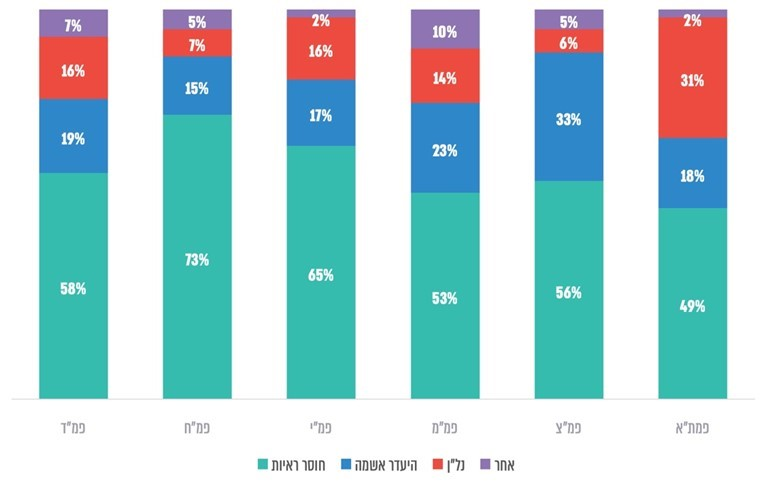 7% 5% 2% 10% 5% 2%
16% 7% 16% 14% 6% 31%
19% 15% 17% 23% 33% 18%
58% 73% 65% 53% 56% 49%
פמ"ד פמ"ח פמ"י פמ"מ פמ"צ פמת"א
חוסר ראיות היעדר אשמה נל"ן אחר